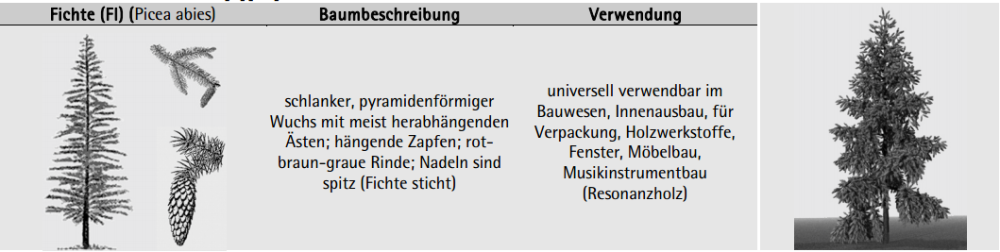 Fichte (FI) (Picea abies)
Baumbeschreibung
Verwendung
schlanker, pyramidenförmiger
Wuchs mit meist herabhängenden
Ästen; hängende Zapfen; rot-
braun-graue Rinde; Nadeln sind
spitz (Fichte sticht)
universell verwendbar im
Bauwesen, Innenausbau, für
Verpackung, Holzwerkstoffe,
Fenster, Möbelbau,
Musikinstrumentbau
(Resonanzholz)